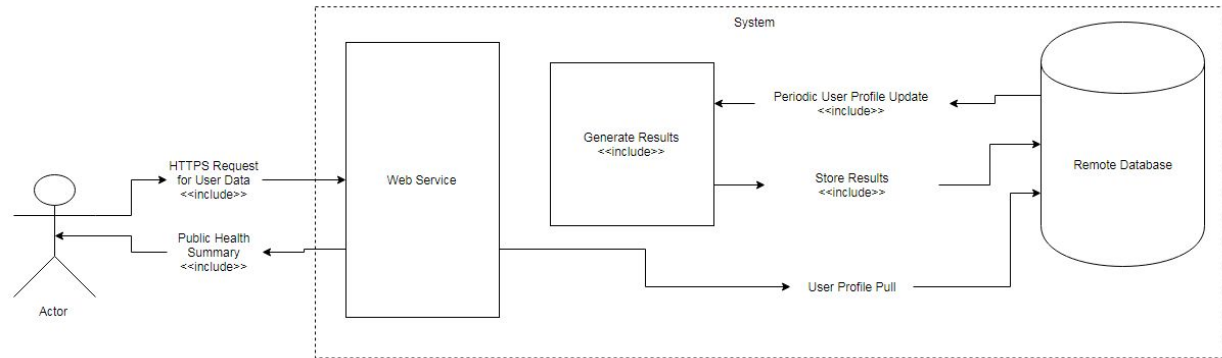 System
Periodic User Profile Update
<<include>>
Generate Results
<<include>>
HTTPS Request
for User Data
<<include>>
Web Service
Remote Database
Store Results
<<include>>
Public Health
Summary
<<include>>
User Profile Pull
Actor